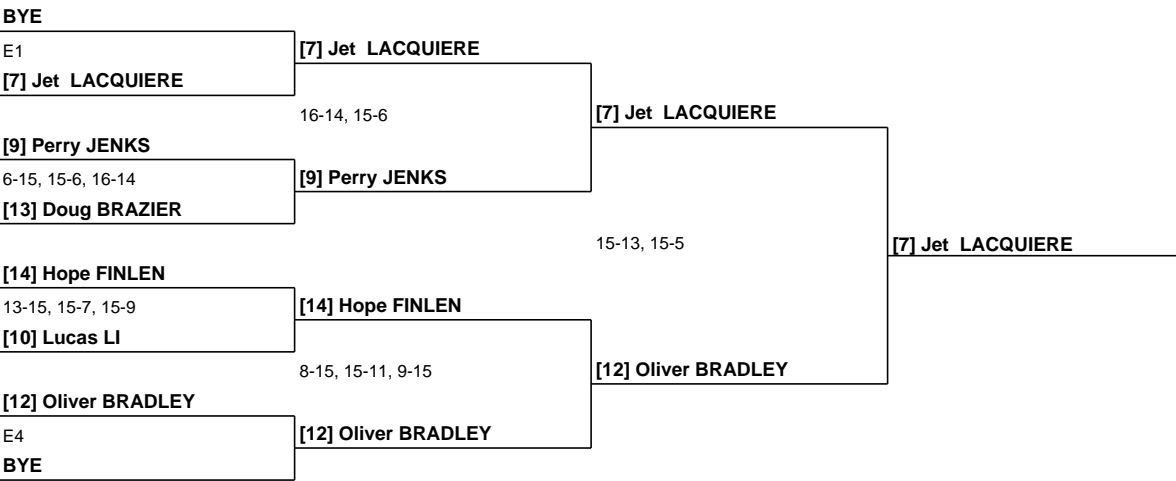 BYE
E1
[7] Jet LACQUIERE
[9] Perry JENKS
6-15, 15-6, 16-14
[13] Doug BRAZIER
[14] Hope FINLEN
13-15, 15-7, 15-9
[10] Lucas LI
[12] Oliver BRADLEY
E4
BYE
[7] Jet LACQUIERE
16-14, 15-6
[9] Perry JENKS
[14] Hope FINLEN
8-15, 15-11, 9-15
[12] Oliver BRADLEY
[7] Jet LACQUIERE
15-13, 15-5
[12] Oliver BRADLEY
[7] Jet LACQUIERE